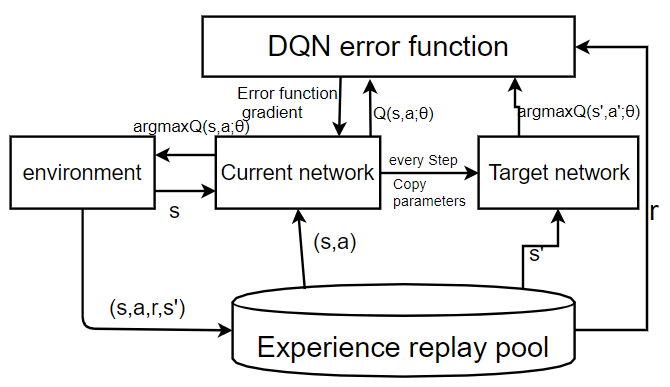 DQN error function
Error function
gradient
Q(s,a;θ)
argmaxQ(s',a';θ)
argmaxQ(s,a;θ)
environment
Current network
every Step
Copy
parameters
Target network
s
(s,a)
s'
r
(s,a,r,s')
Experience replay pool